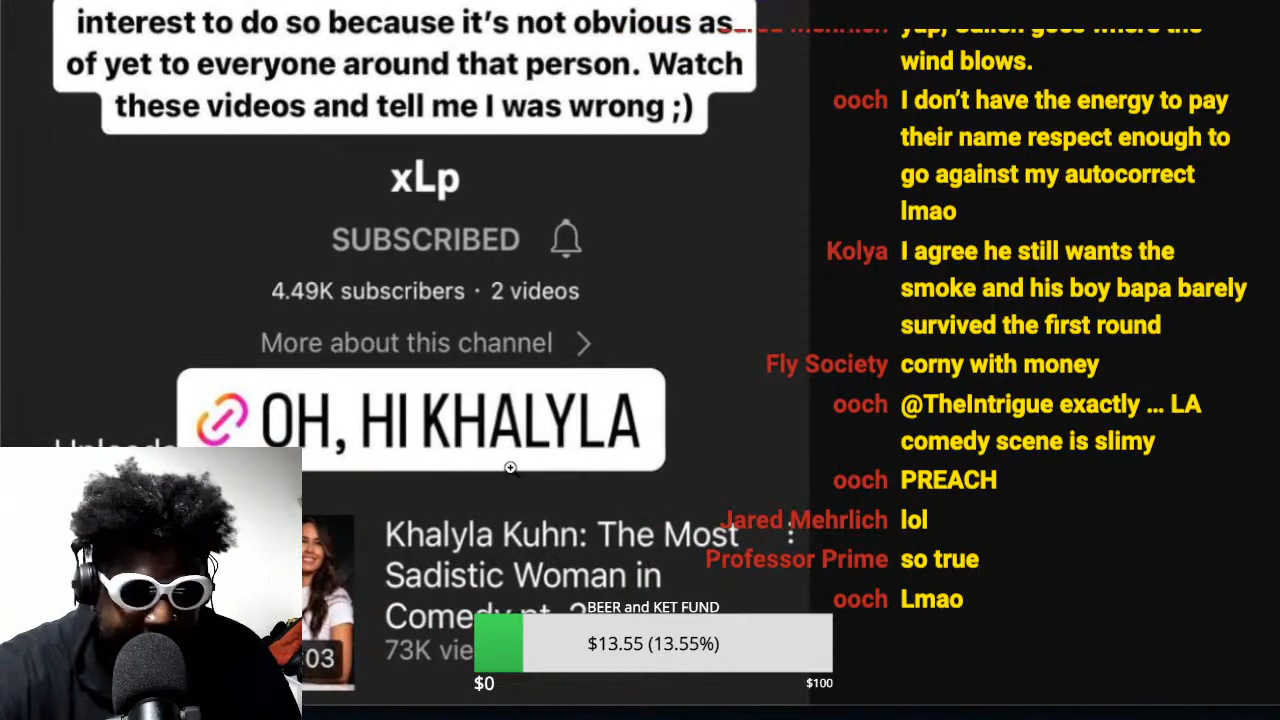 interest to do so because it's not obvious as
of yet to everyone around that person. Watch
these videos and tell me I was wrong ;)
xLp
SUBSCRIBED
4.49K subscribers · 2 videos
More about this channel >
OH, HI KHALYLA
Khalyla Kuhn: The Most
Sadistic Woman in
Comedy pt. 2
73K
03
BEER and KET FUND
$13.55 (13.55%)
$0
$100
wind blows.
ooch I don't have the energy to pay
their name respect enough to
go against my autocorrect
lmao
Kolya I agree he still wants the
smoke and his boy bapa barely
survived the first round
Fly Society corny with money
ooch @TheIntrigue exactly ... LA
comedy scene is slimy
ooch PREACH
Jared Mehrlich lol
Professor Prime so true
ooch Lmao